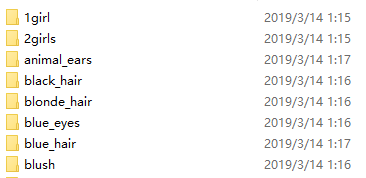 1girl 2019/3/14 1:15
2girls 2019/3/14 1:15
animal_ears 2019/3/14 1:17
black_hair 2019/3/14 1:16
blonde_hair 2019/3/14 1:16
blue_eyes 2019/3/14 1:16
blue_hair 2019/3/14 1:17
blush 2019/3/14 1:16